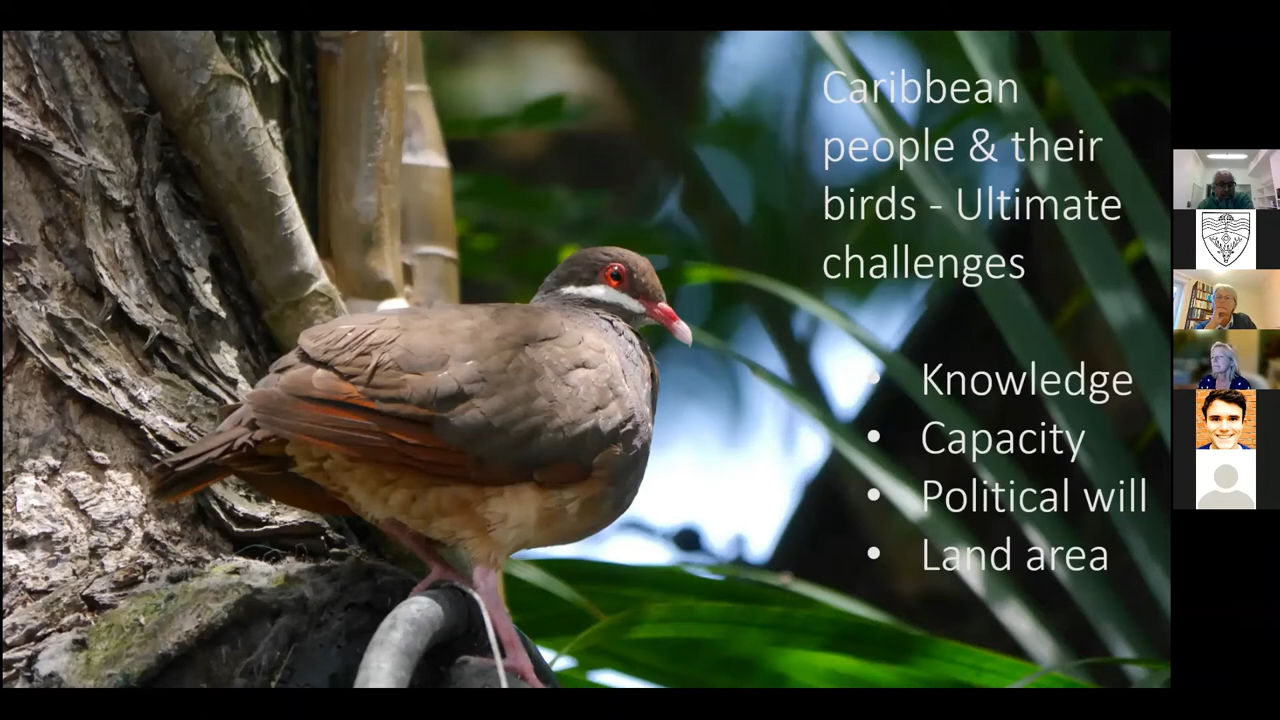 Caribbean
people & their
birds - Ultimate
challenges
• Knowledge
• Capacity
• Political will
• Land area